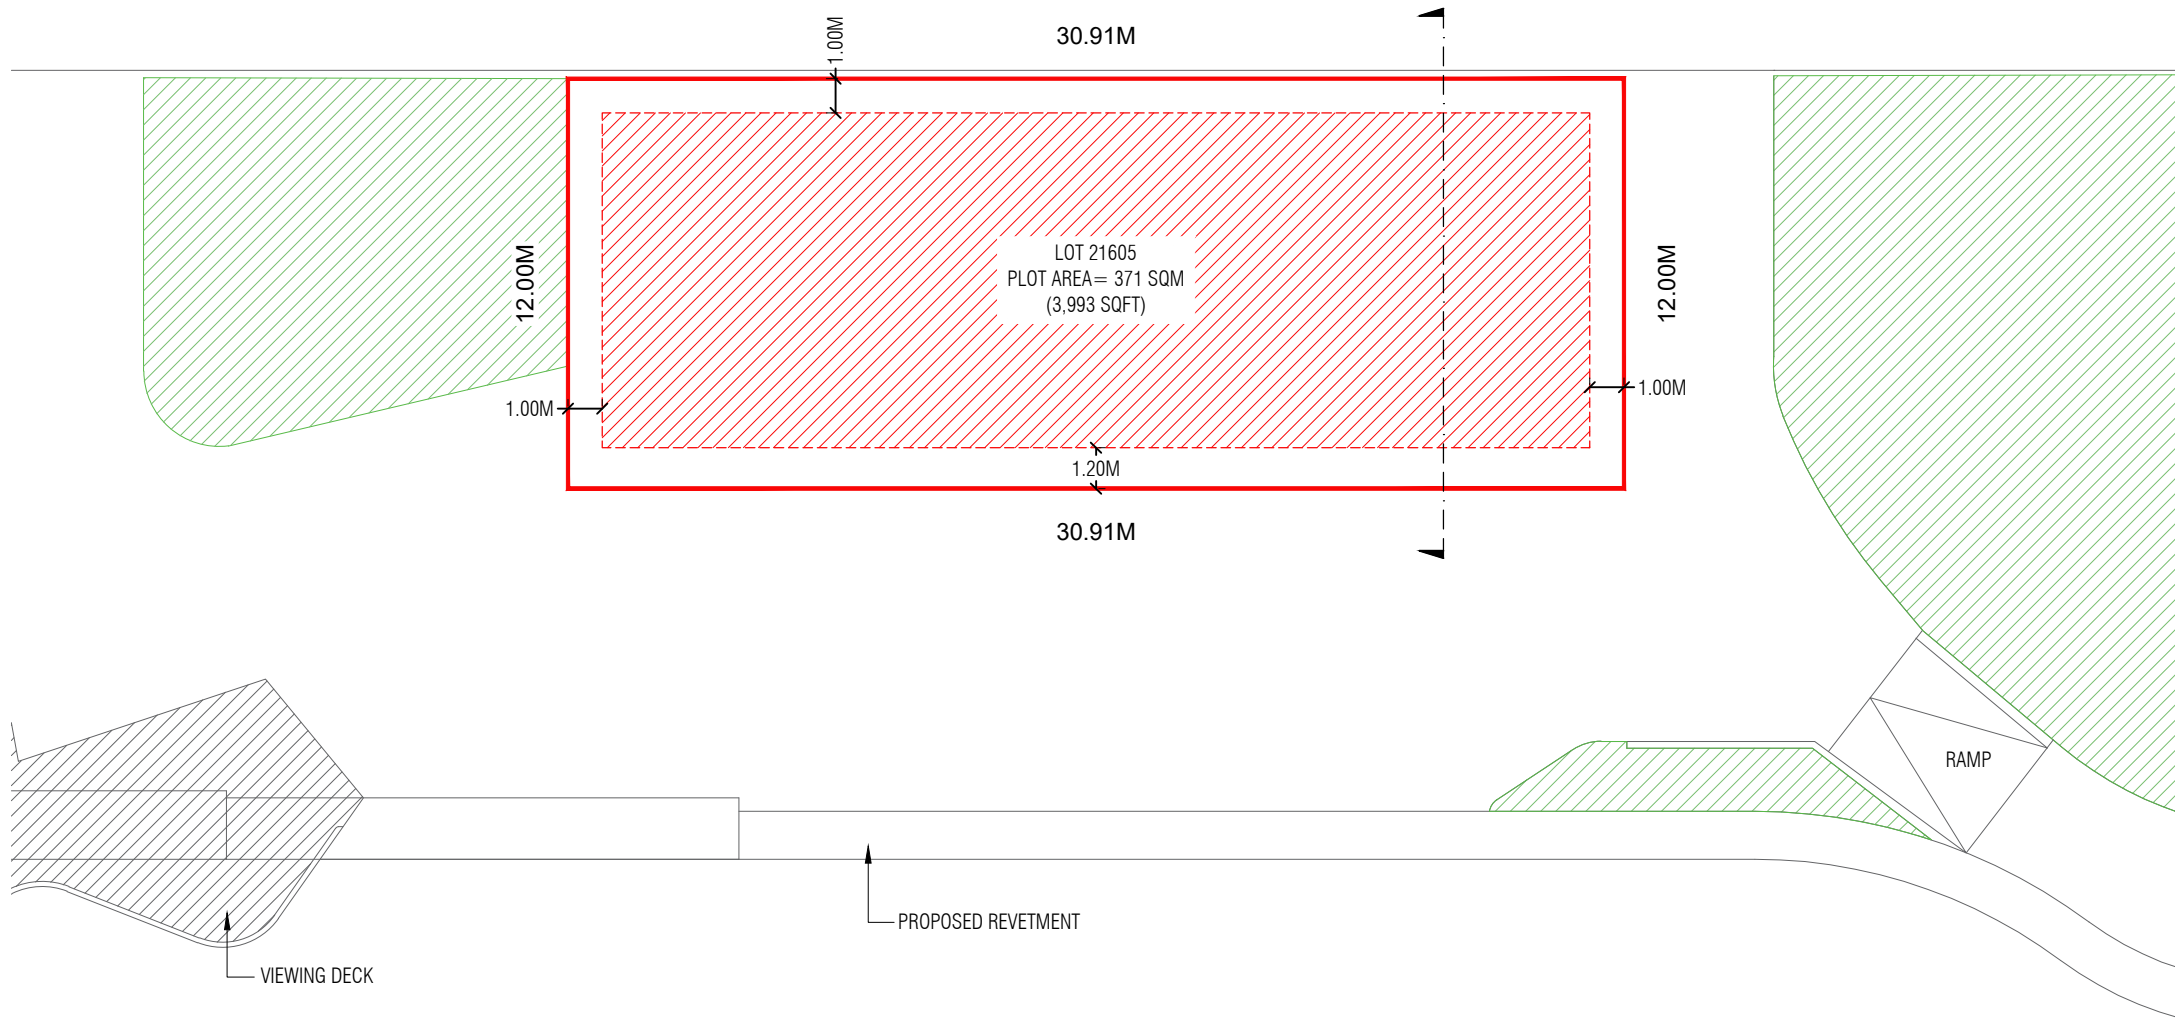 1.00M
30.91M
12.00M
LOT 21605
PLOT AREA= 371 SQM
(3,993 SQFT)
12.00M
1.00M
1.00M
1.20M
30.91M
RAMP
PROPOSED REVETMENT
VIEWING DECK